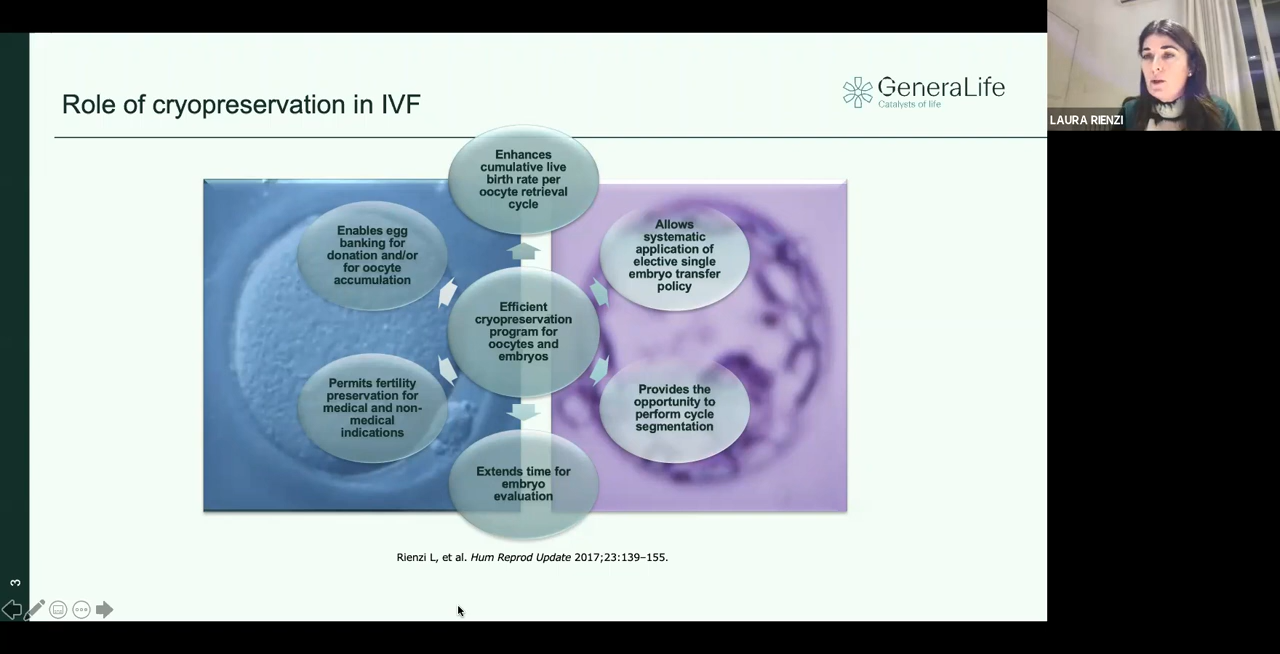 Role of cryopreservation in IVF
GeneraLife
Catalysts of life
LAURA RIENZI
Enhances
cumulative live
birth rate per
oocyte retrieval
cycle
Enables egg
banking for
donation and/or
for oocyte
accumulation
Allows
systematic
application of
elective single
embryo transfer
policy
Efficient
cryopreservation
program for
oocytes and
embryos
Permits fertility
preservation for
medical and non-
medical
indications
Provides the
opportunity to
perform cycle
segmentation
Extends time for
embryo
evaluation
Rienzi L, et al. Hum Reprod Update 2017;23:139–155.
3